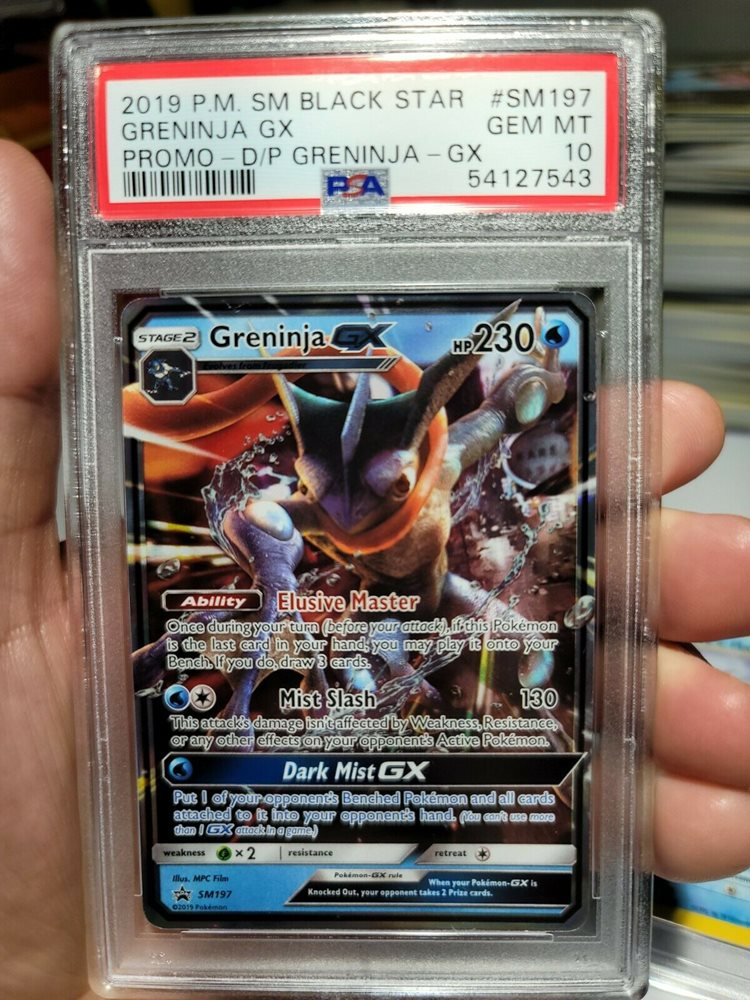 2019 P.M. SM BLACK STAR #SM197
GRENINJA GX GEM MT
PROMO - D/P GRENINJA - GX 10
PSA 54127543
STAGE 2 Greninja GX HP 230
Evolves from Frogadier
Ability Elusive Master
Once during your turn (before your attack), if this Pokémon
is the last card in your hand, you may play it onto your
Bench. If you do, draw 3 cards.
Mist Slash 130
This attack's damage isn't affected by Weakness, Resistance,
or any other effects on your opponent's Active Pokémon.
Dark Mist GX
Put 1 of your opponent's Benched Pokémon and all cards
attached to it into your opponent's hand. (You can't use more
than 1 GX attack in a game.)
weakness ×2 resistance retreat
Illus. MPC Film
SM197
©2019 Pokémon
Pokémon-GX rule
When your Pokémon-GX is
Knocked Out, your opponent takes 2 Prize cards.